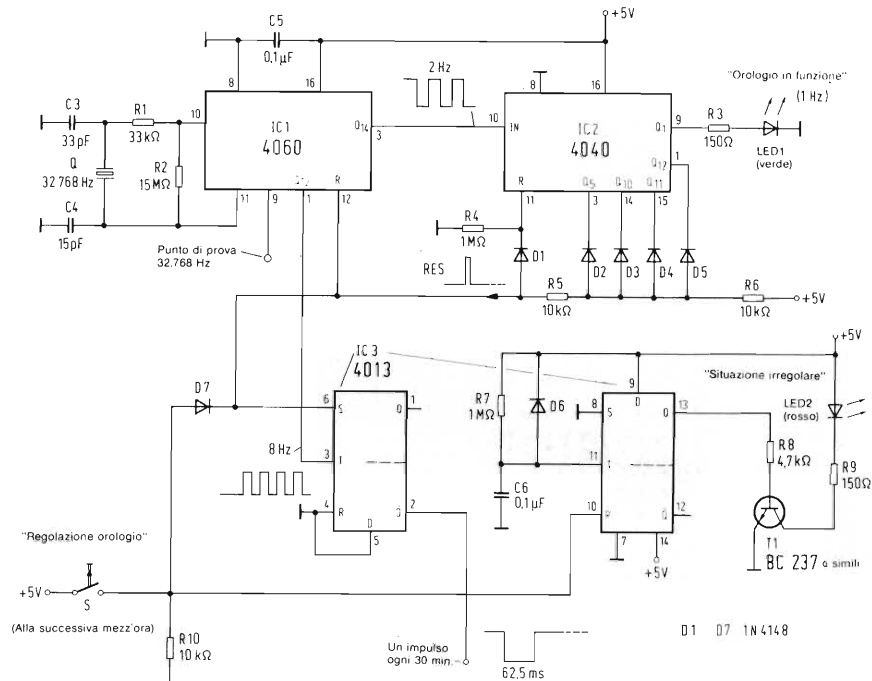 +5V
C5
0,1µF
8
16
2 Hz
8
16
"Orologio in funzione"
(1 Hz)
C3
33pF
R1
33kΩ
10
IC1
4060
Q14
3
10
IN
IC2
4040
Q1
9
R3
150Ω
LED1
(verde)
Q
32.768 Hz
R2
15MΩ
Q12
1
R
R
Q5
Q10
Q11
11
9
1
12
11
3
14
15
C4
15pF
Punto di prova
32.768 Hz
R4
1MΩ
D1
D2
D3
D4
D5
RES
R5
10kΩ
R6
10kΩ
+5V
IC3
4013
+5V
D7
"Situazione irregolare"
9
D
LED2
(rosso)
6
S
Q
1
R7
1MΩ
D6
8
S
Q
13
R8
4,7kΩ
R9
150Ω
8Hz
3
T
11
T
C6
0,1µF
4
R
Q
2
10
R
Q
12
D
5
7
14
+5V
T1
BC 237 o simili
"Regolazione orologio"
+5V
S
(Alla successiva mezz'ora)
R10
10kΩ
Un impulso
ogni 30 min.
62,5 ms
D1 D7 1N4148